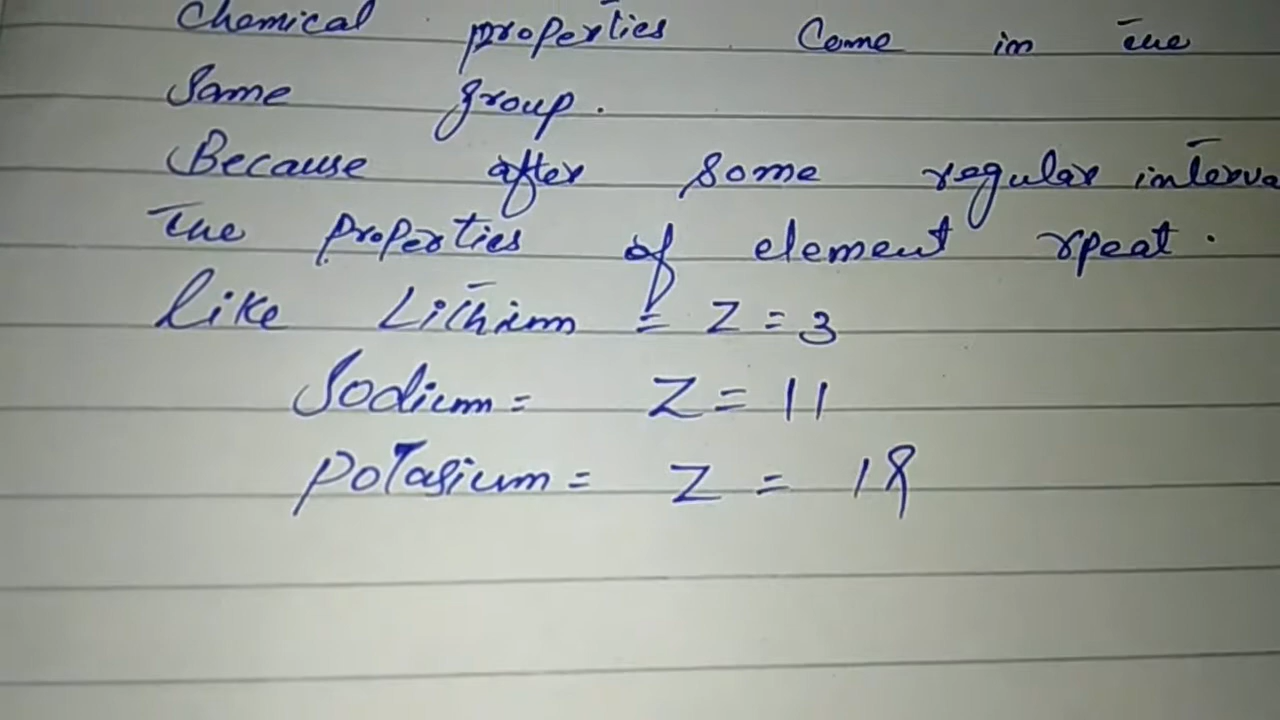 Chemical properties Come in the
Same group.
Because after some regular interva
The properties of element rpeat.
Like Lithium = Z = 3
Sodium = Z = 11
Potasium = Z =